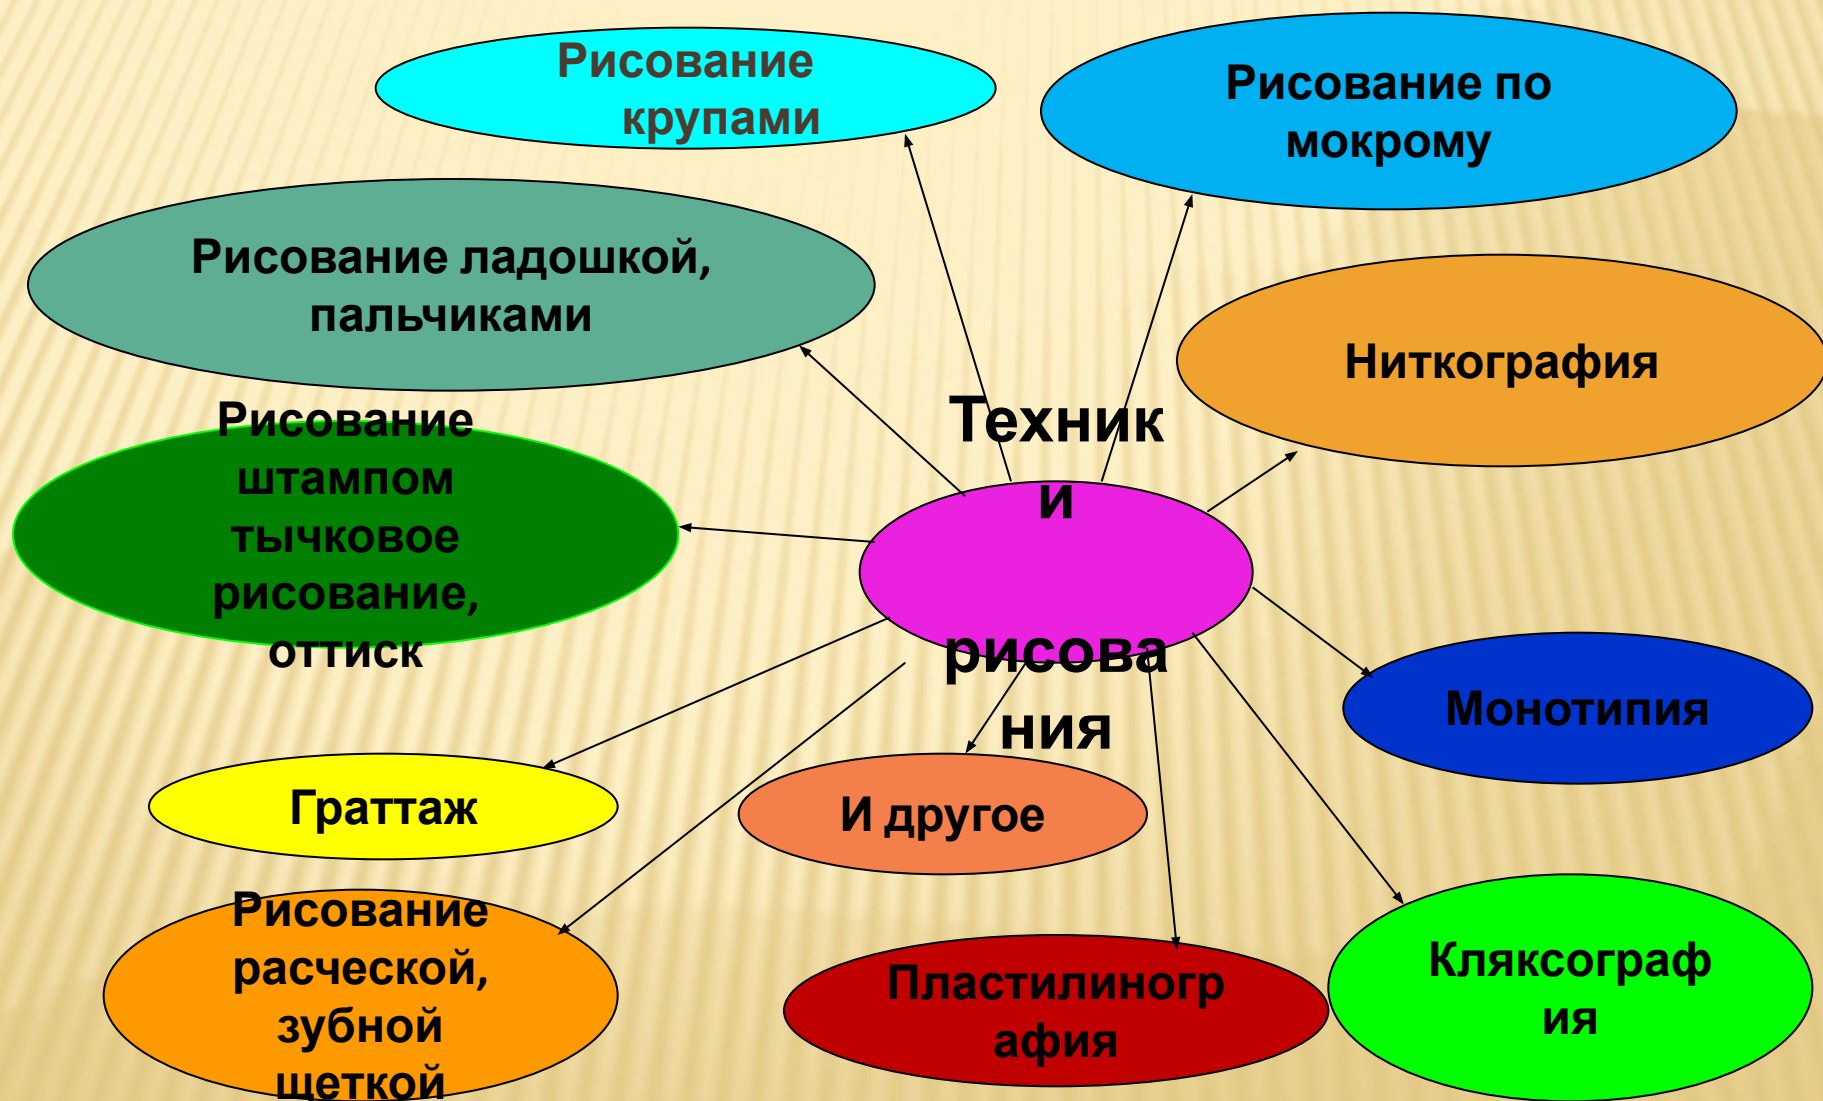 Рисование
крупами
Рисование по
мокрому
Рисование ладошкой,
пальчиками
Ниткография
Рисование
штампом
тычковое
рисование,
оттиск
Техник
и
рисова
ния
Монотипия
Граттаж
И другое
Рисование
расческой,
зубной
щеткой
Пластилиногр
афия
Кляксограф
ия